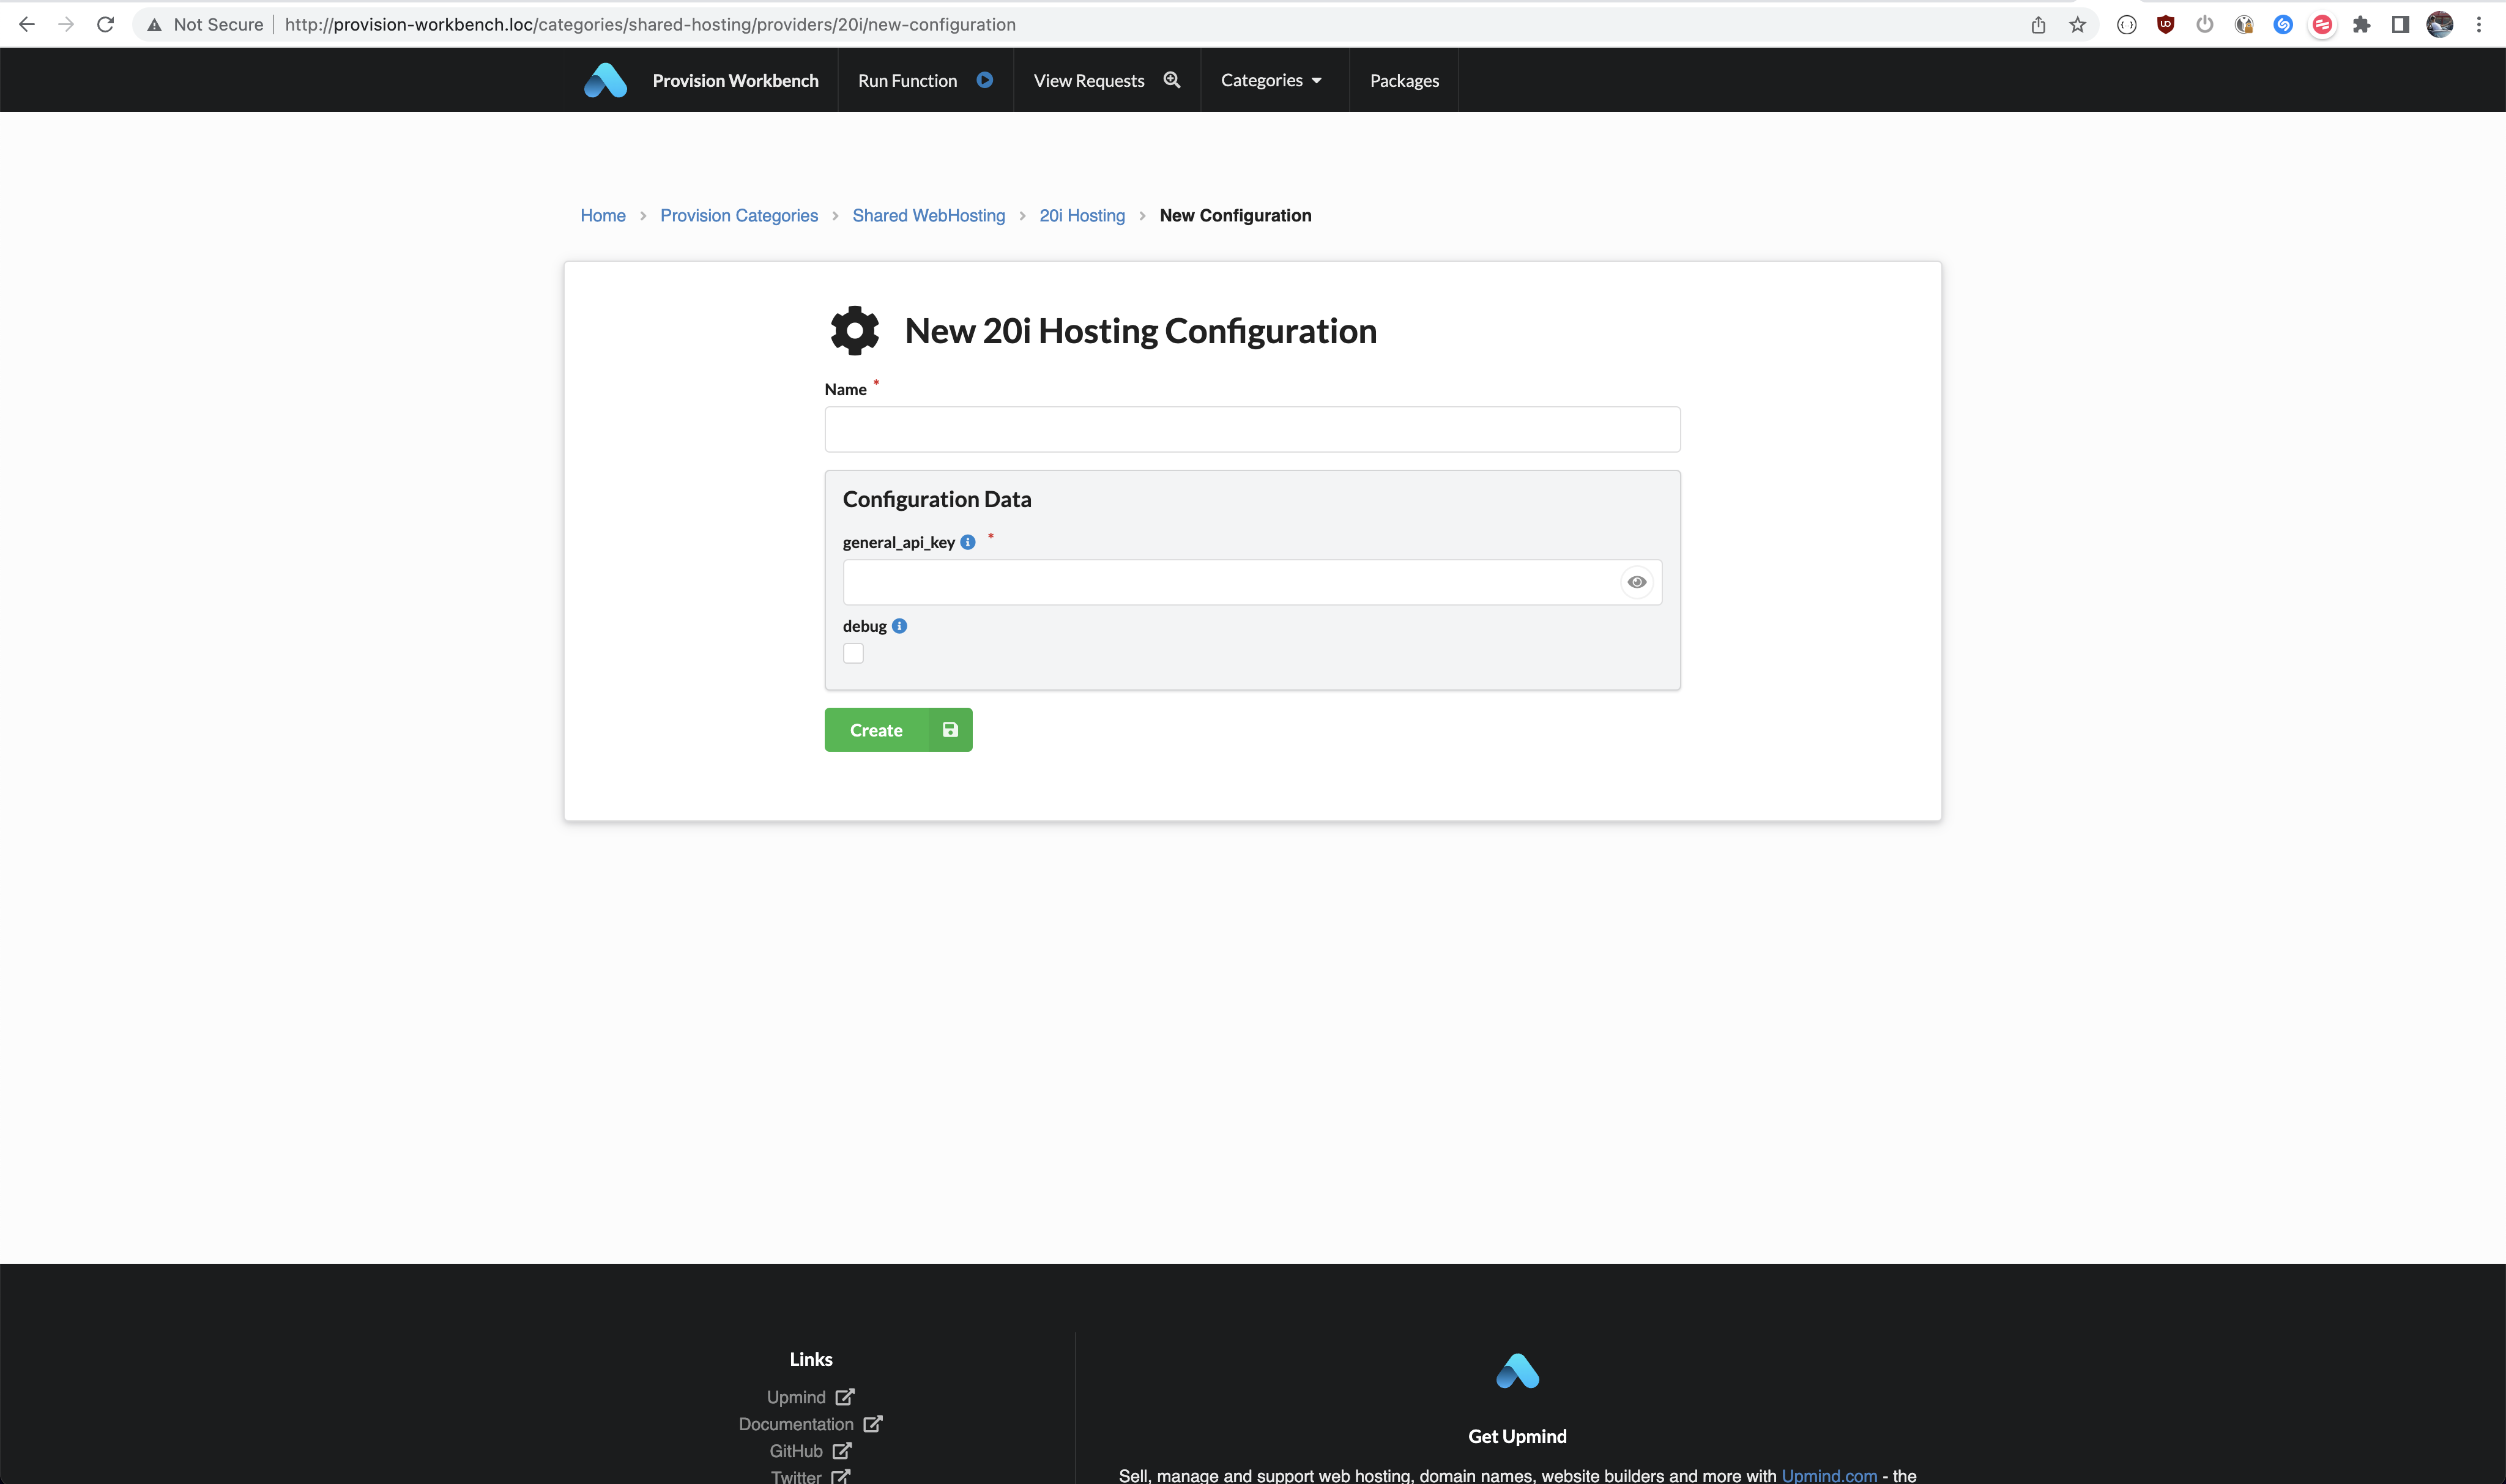 Not Secure http://provision-workbench.loc/categories/shared-hosting/providers/20i/new-configuration
Provision Workbench Run Function View Requests Categories Packages
Home Provision Categories Shared WebHosting 20i Hosting New Configuration
New 20i Hosting Configuration
Name *
Configuration Data
general_api_key *
debug
Create
Links
Upmind
Documentation
GitHub
Twitter
Get Upmind
Sell, manage and support web hosting, domain names, website builders and more with Upmind.com - the